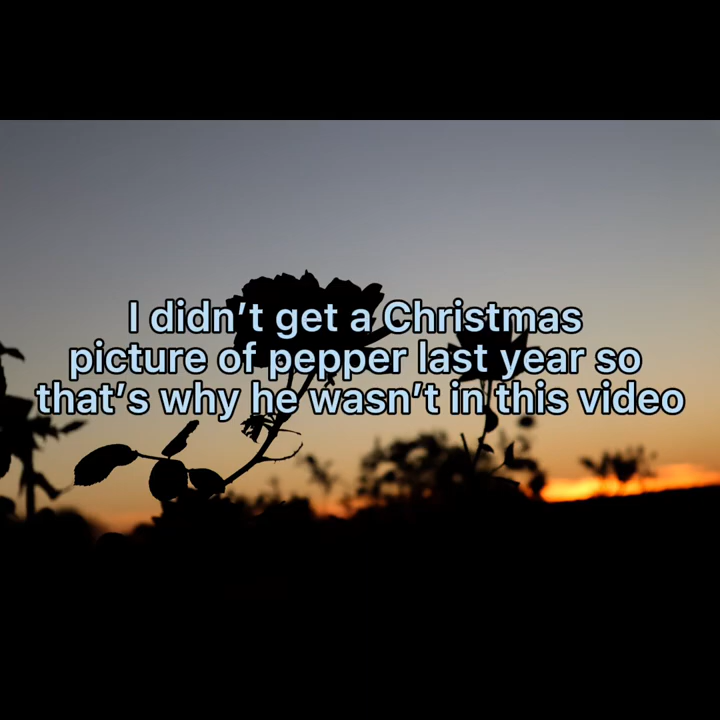 I didn’t get a Christmas
picture of pepper last year so
that’s why he wasn’t in this video